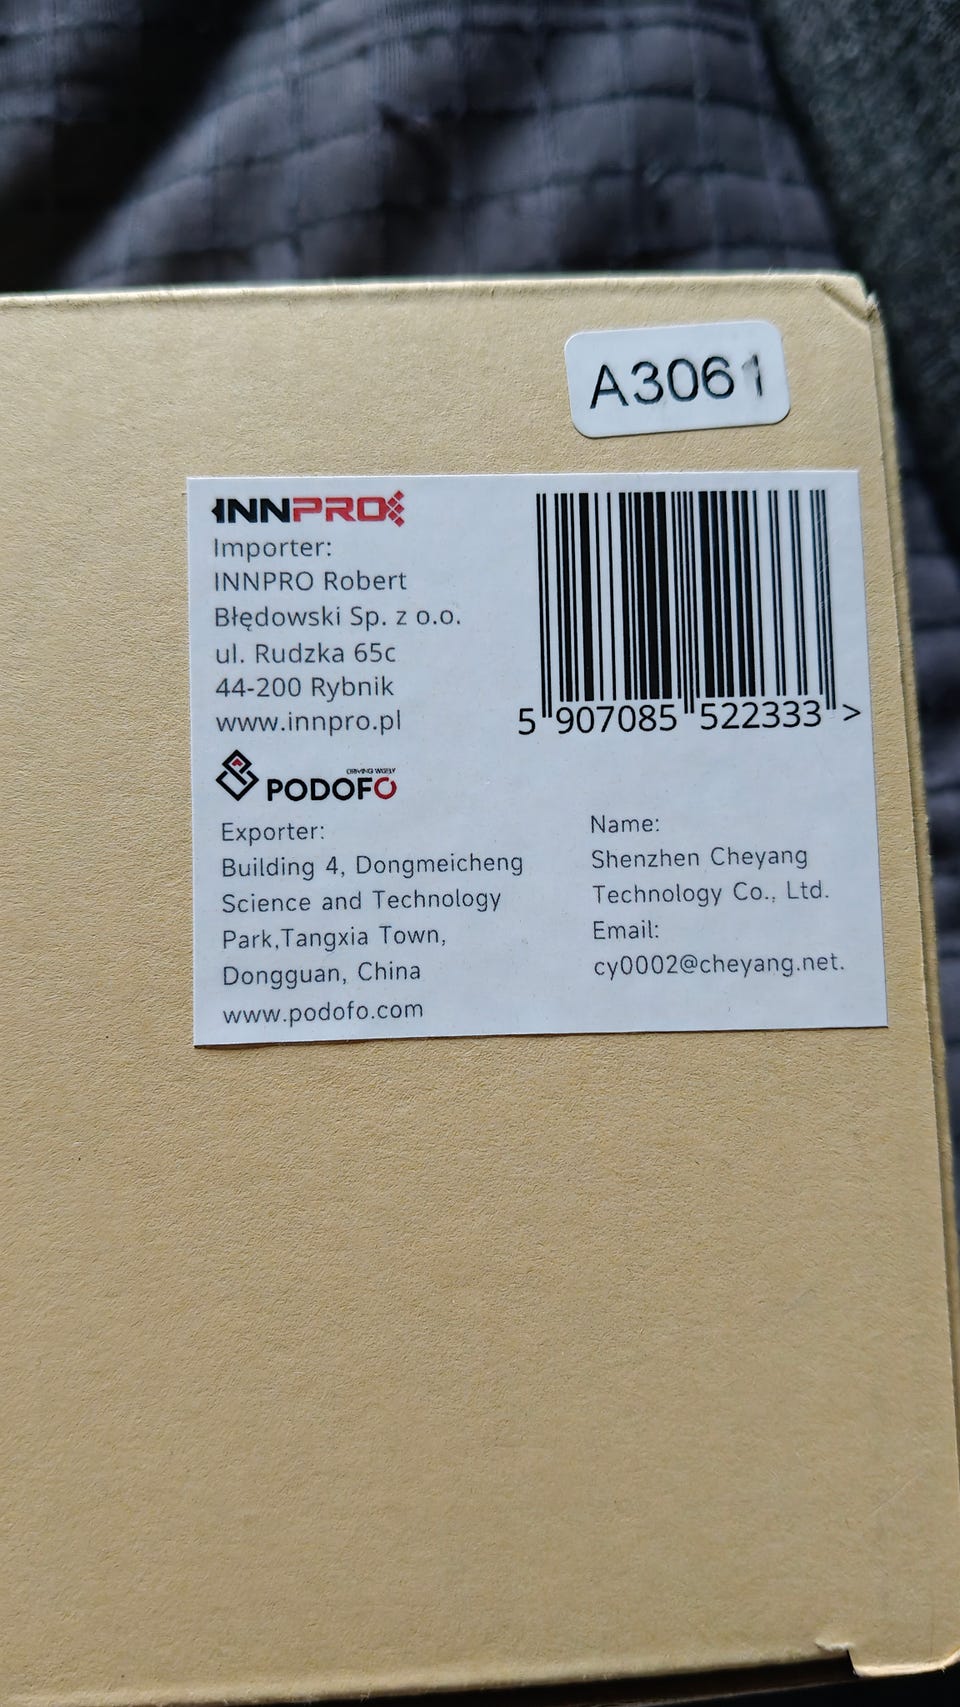 A3061
INNPRO
Importer:
INNPRO Robert
Błędowski Sp. z o.o.
ul. Rudzka 65c
44-200 Rybnik
www.innpro.pl
5 907085 522333 >
DRIVING WISELY
PODOFO
Exporter:
Building 4, Dongmeicheng
Science and Technology
Park,Tangxia Town,
Dongguan, China
www.podofo.com
Name:
Shenzhen Cheyang
Technology Co., Ltd.
Email:
cy0002@cheyang.net.